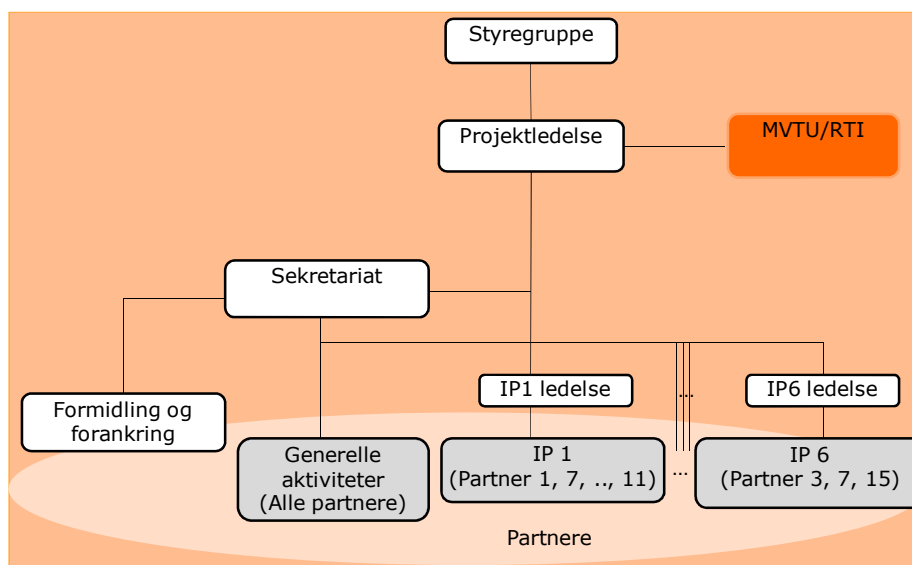 Styregruppe
Projektledelse
MVTU/RTI
Sekretariat
IP1 ledelse
...
IP6 ledelse
Formidling og
forankring
Generelle
aktiviteter
(Alle partnere)
IP 1
(Partner 1, 7, .., 11)
...
IP 6
(Partner 3, 7, 15)
Partnere